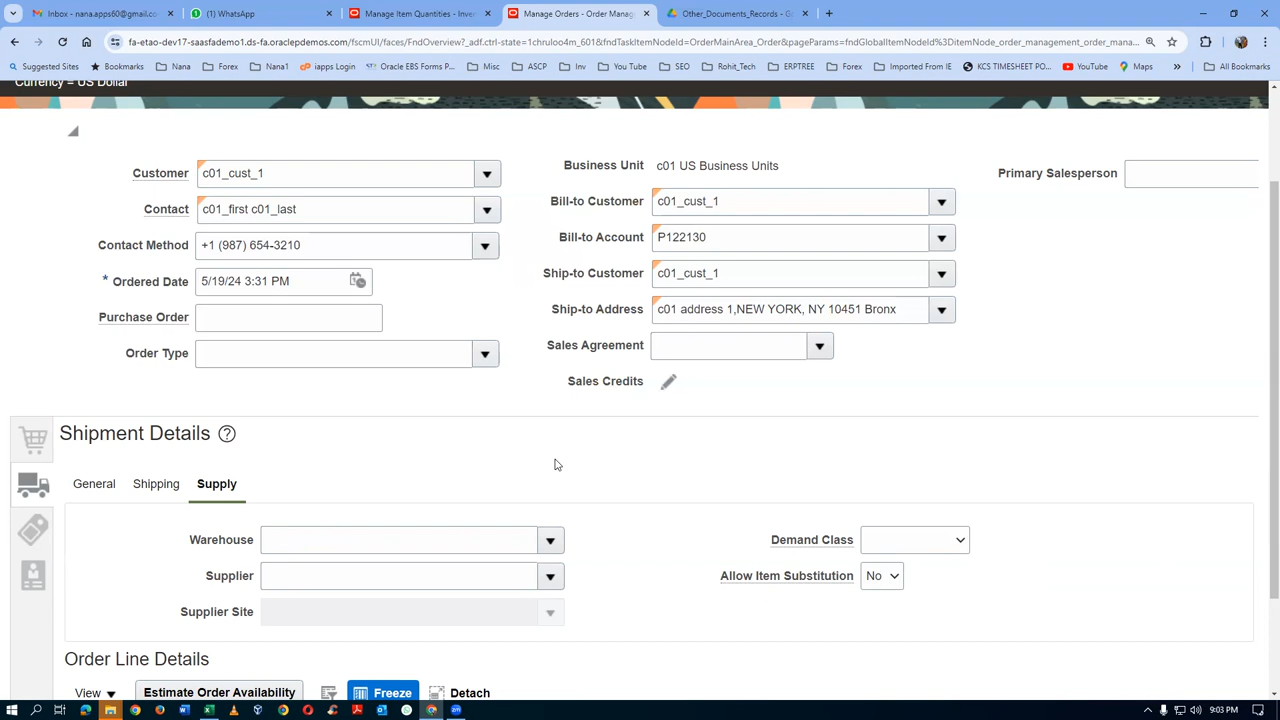 Inbox - nana.apps60@gmail.co
(1) WhatsApp
Manage Item Quantities - Inve
Manage Orders - Order Manag
Other_Documents_Records - Go
fa-etao-dev17-saasfademo1.ds-fa.oraclepdemos.com/fscmUI/faces/FndOverview?_adf.ctrl-state=1chruloo4m_601&fndTaskItemNodeId=OrderMainArea_Order&pageParams=fndGlobalItemNodeId%3DitemNode_order_management_order_mana...
Suggested Sites Bookmarks Nana Forex Nana1 iapps Login Oracle EBS Forms P... Misc ASCP Inv You Tube SEO Rohit_Tech ERPTREE Forex Imported From IE KCS TIMESHEET PO... YouTube Maps » All Bookmarks
Currency = US Dollar
Customer c01_cust_1
Contact c01_first c01_last
Contact Method +1 (987) 654-3210
* Ordered Date 5/19/24 3:31 PM
Purchase Order
Order Type
Business Unit c01 US Business Units
Bill-to Customer c01_cust_1
Bill-to Account P122130
Ship-to Customer c01_cust_1
Ship-to Address c01 address 1,NEW YORK, NY 10451 Bronx
Sales Agreement
Sales Credits
Primary Salesperson
Shipment Details ?
General Shipping Supply
Warehouse
Supplier
Supplier Site
Demand Class
Allow Item Substitution No
Order Line Details
View Estimate Order Availability Freeze Detach
9:03 PM